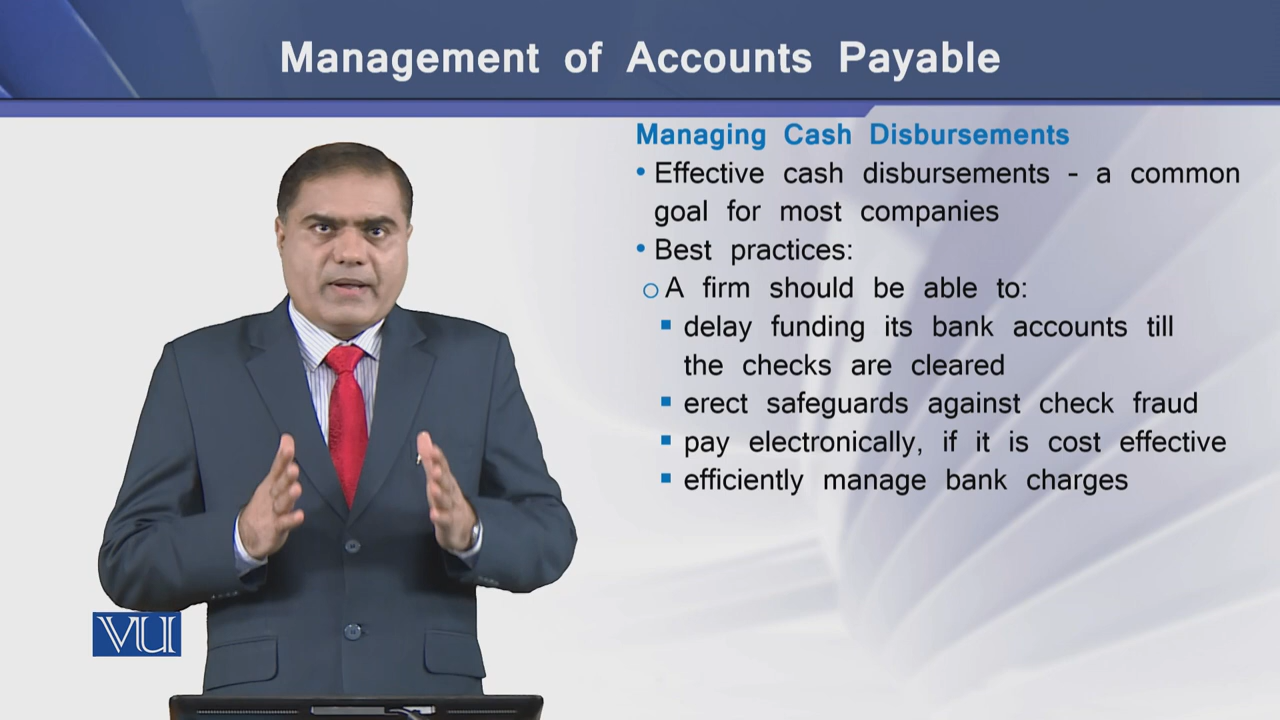 Management of Accounts Payable
Managing Cash Disbursements
• Effective cash disbursements - a common
goal for most companies
• Best practices:
o A firm should be able to:
▪ delay funding its bank accounts till
the checks are cleared
▪ erect safeguards against check fraud
▪ pay electronically, if it is cost effective
▪ efficiently manage bank charges
VU